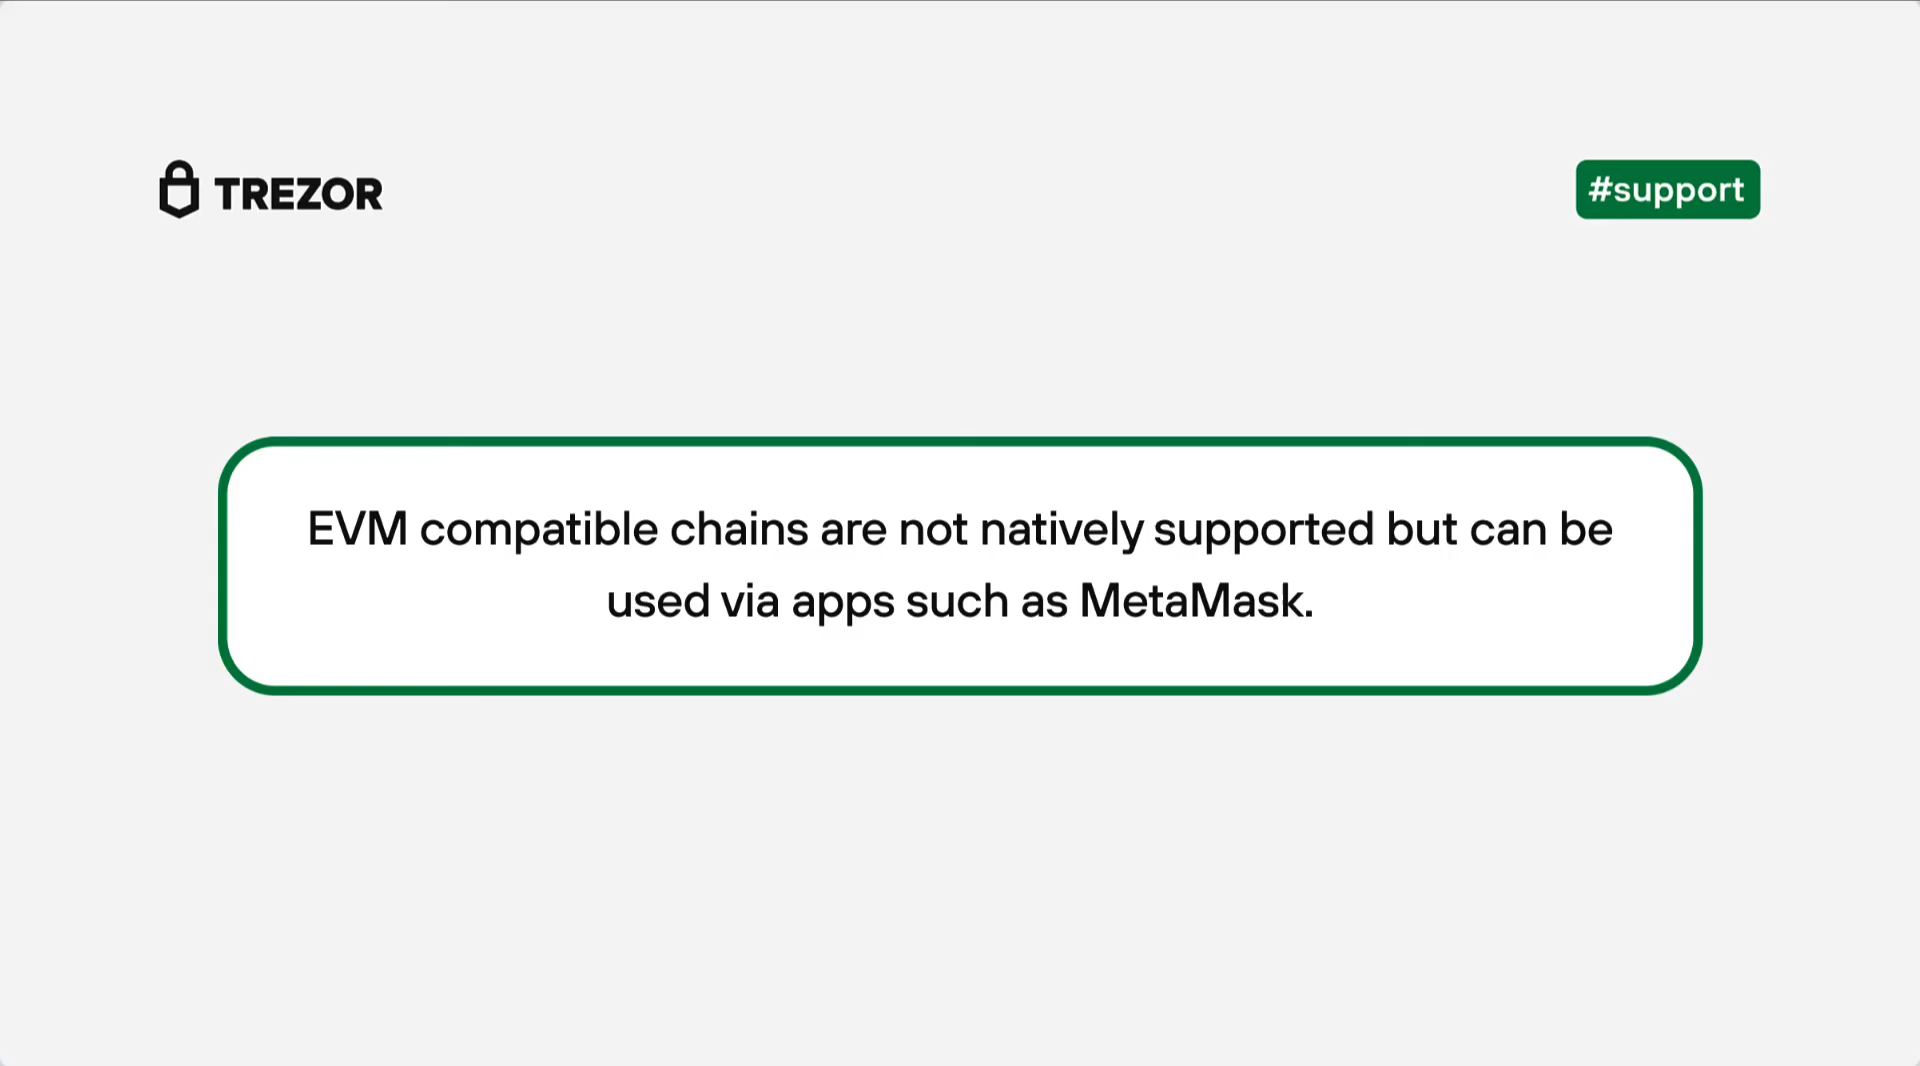 TREZOR
#support
EVM compatible chains are not natively supported but can be
used via apps such as MetaMask.